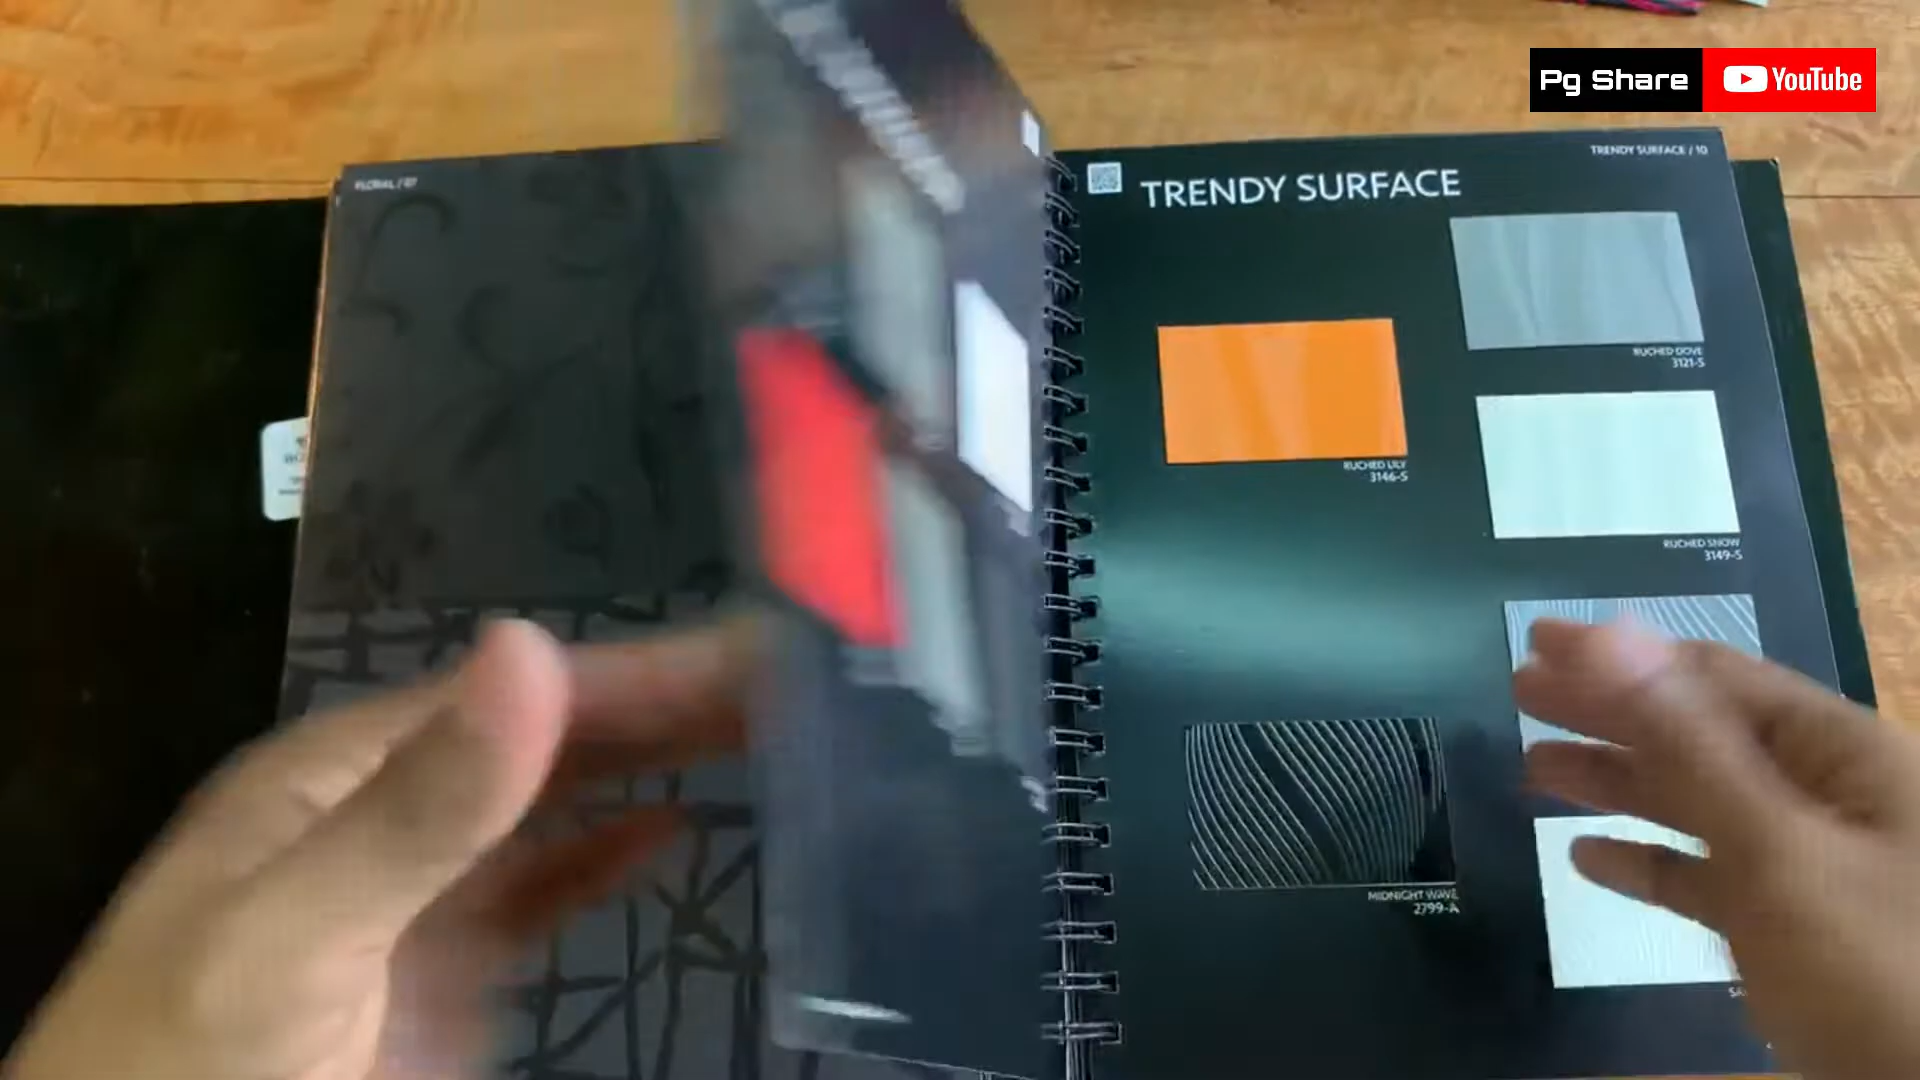 Pg Share YouTube
FLORAL / 07
TRENDY SURFACE / 10
TRENDY SURFACE
RUCHED DOVE
3121-S
RUCHED LILY
3146-S
RUCHED SNOW
3149-S
MIDNIGHT WAVE
2799-A